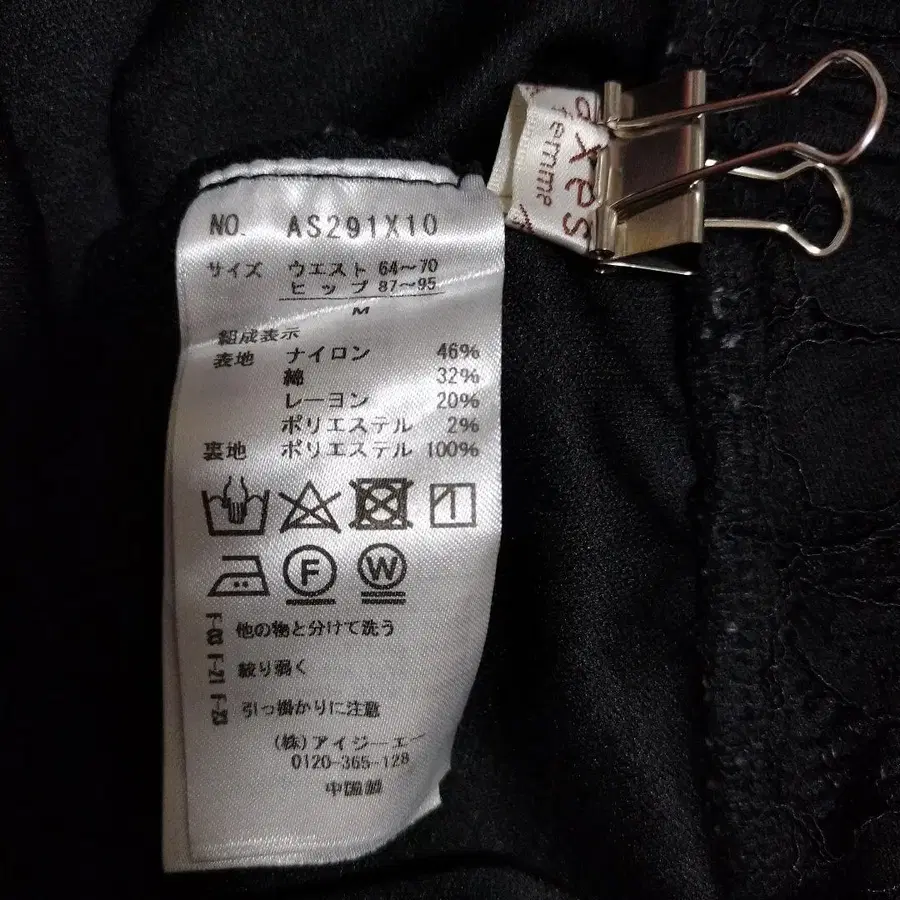 axes
femme
NO. AS291X10
サイズ ウエスト 64～70
ヒップ 87～95
M
組成表示
表地 ナイロン 46%
綿 32%
レーヨン 20%
ポリエステル 2%
裏地 ポリエステル 100%
F
W
他の物と分けて洗う
絞り弱く
引っ掛かりに注意
F-03 F-21 F-23
(株)アイジーエー
0120-365-128
中国製